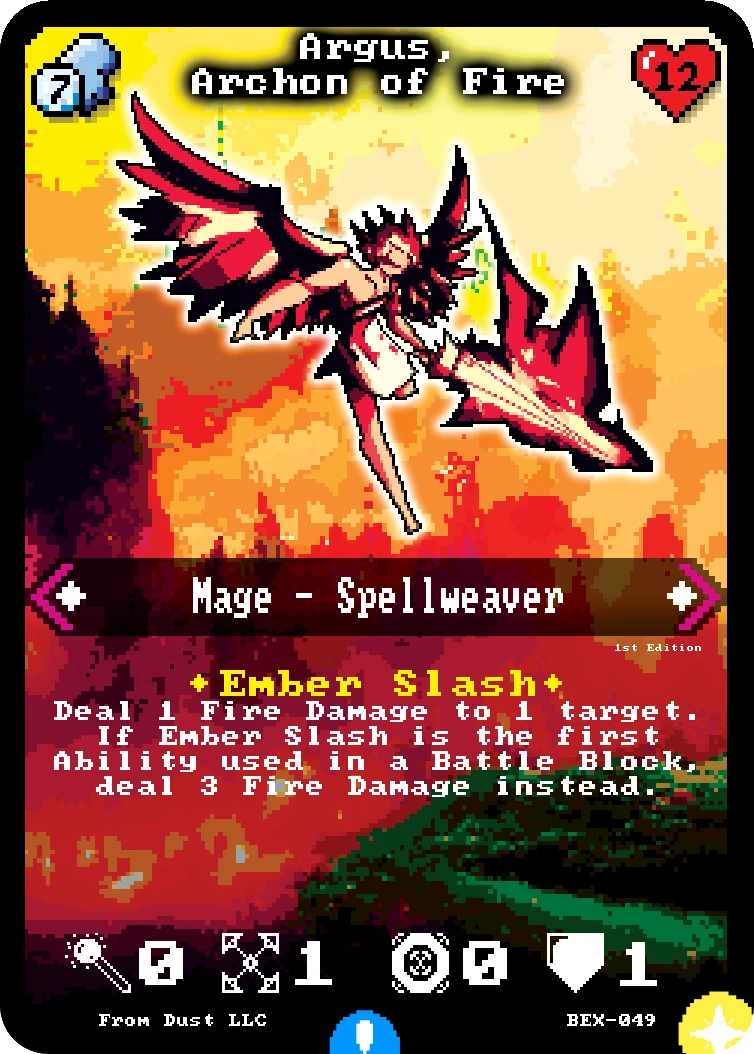 7
Argus,
Archon of Fire
12
Mage - Spellweaver
1st Edition
Ember Slash
Deal 1 Fire Damage to 1 target.
If Ember Slash is the first
Ability used in a Battle Block,
deal 3 Fire Damage instead.
0 1 0 1
From Dust LLC BEX-049